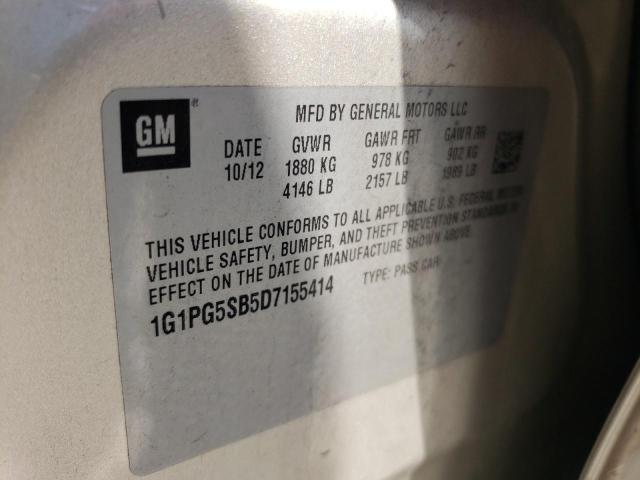 GM
MFD BY GENERAL MOTORS LLC
DATE GVWR GAWR FRT GAWR RR
10/12 1880 KG 978 KG 902 KG
4146 LB 2157 LB 1989 LB
THIS VEHICLE CONFORMS TO ALL APPLICABLE U.S. FEDERAL MOTOR
VEHICLE SAFETY, BUMPER, AND THEFT PREVENTION STANDARDS IN
EFFECT ON THE DATE OF MANUFACTURE SHOWN ABOVE.
1G1PG5SB5D7155414 TYPE: PASS CAR